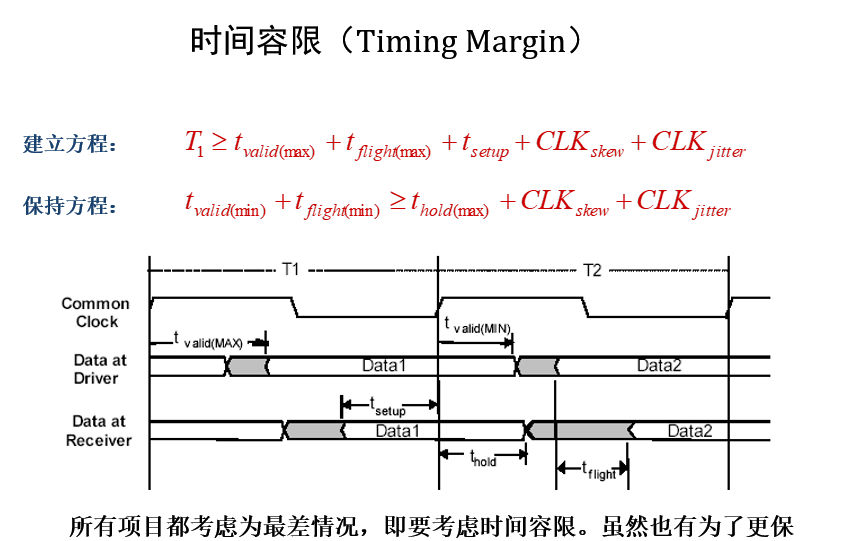 时间容限（Timing Margin）
建立方程： T₁ ≥ t_valid(max) + t_flight(max) + t_setup + CLK_skew + CLK_jitter
保持方程： t_valid(min) + t_flight(min) ≥ t_hold(max) + CLK_skew + CLK_jitter
T1 T2
Common
Clock
t valid(MAX) t valid(MIN)
Data at
Driver
Data1 Data2
t setup
Data at
Receiver
Data1 Data2
t hold t flight
所有项目都考虑为最差情况，即要考虑时间容限。虽然也有为了更保